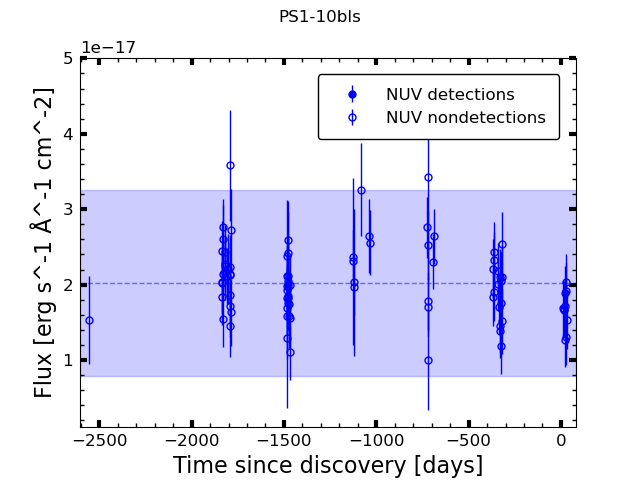 PS1-10bls
1e−17
NUV detections
NUV nondetections
5
4
3
2
1
Flux [erg s^-1 Å^-1 cm^-2]
−2500 −2000 −1500 −1000 −500 0
Time since discovery [days]